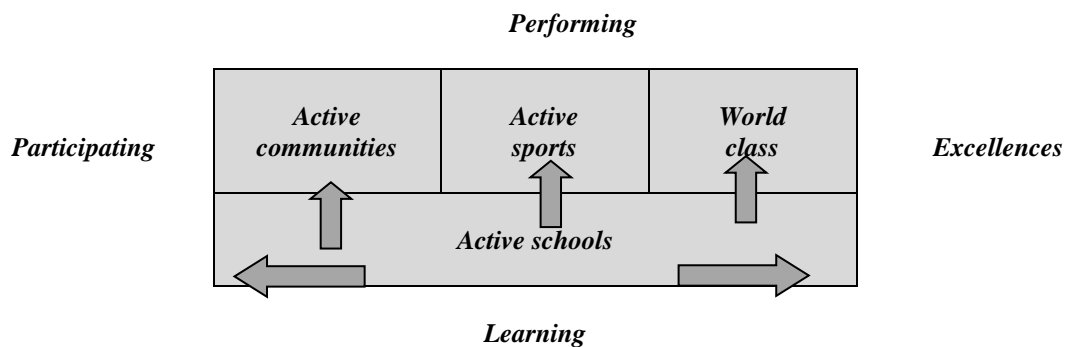 Performing
Active
communities
Active
sports
World
class
Participating
Excellences
Active schools
Learning